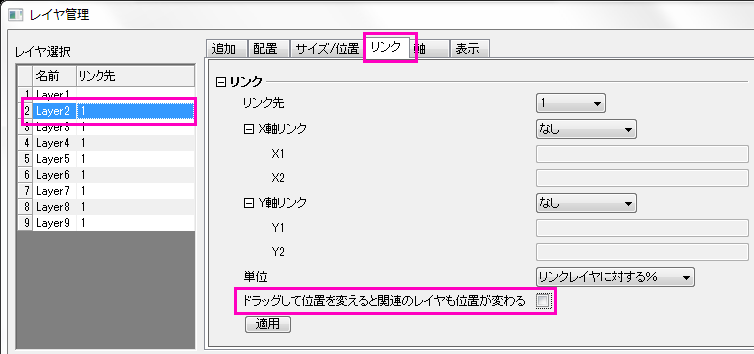 レイヤ管理
レイヤ選択
名前 リンク先
1 Layer1
2 Layer2 1
3 Layer3 1
4 Layer4 1
5 Layer5 1
6 Layer6 1
7 Layer7 1
8 Layer8 1
9 Layer9 1
追加 配置 サイズ/位置 リンク 軸 表示
リンク
リンク先 1
X軸リンク なし
X1
X2
Y軸リンク なし
Y1
Y2
単位 リンクレイヤに対する%
ドラッグして位置を変えると関連のレイヤも位置が変わる
適用